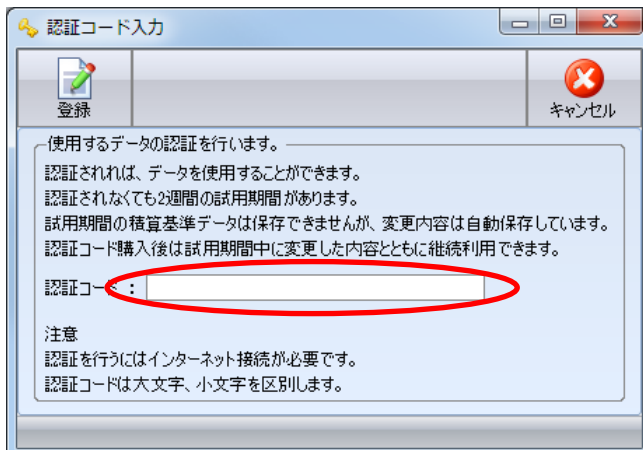 認証コード入力
登録
キャンセル
使用するデータの認証を行います。
認証されれば、データを使用することができます。
認証されなくても2週間の試用期間があります。
試用期間の積算基準データは保存できませんが、変更内容は自動保存しています。
認証コード購入後は試用期間中に変更した内容とともに継続利用できます。
認証コード :
注意
認証を行うにはインターネット接続が必要です。
認証コードは大文字、小文字を区別します。